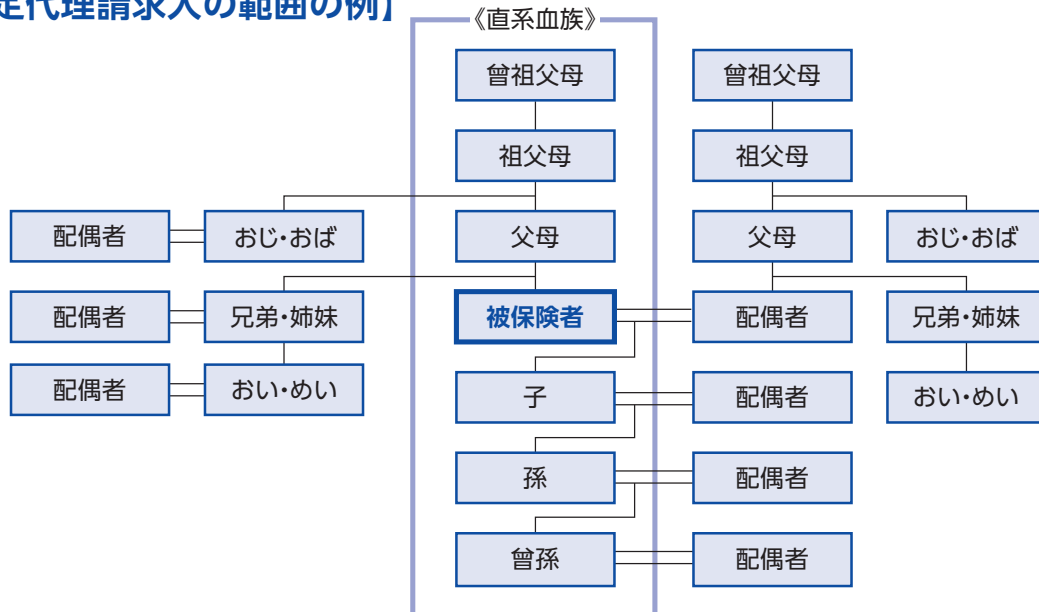 定代理請求人の範囲の例】
《直系血族》
曾祖父母 曾祖父母
祖父母 祖父母
配偶者 おじ・おば 父母 父母 おじ・おば
配偶者 兄弟・姉妹 被保険者 配偶者 兄弟・姉妹
配偶者 おい・めい 子 配偶者 おい・めい
孫 配偶者
曾孫 配偶者